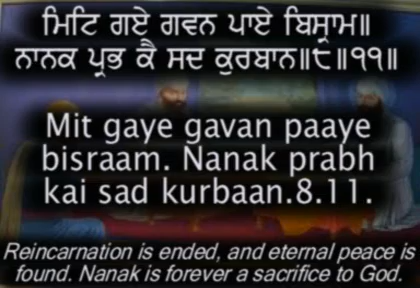 ਮਿਟਿ ਗਏ ਗਵਨ ਪਾਏ ਬਿਸ੍ਰਾਮ॥
ਨਾਨਕ ਪ੍ਰਭ ਕੈ ਸਦ ਕੁਰਬਾਨ॥੮॥੧੧॥
Mit gaye gavan paaye
bisraam. Nanak prabh
kai sad kurbaan.8.11.
Reincarnation is ended, and eternal peace is
found. Nanak is forever a sacrifice to God.